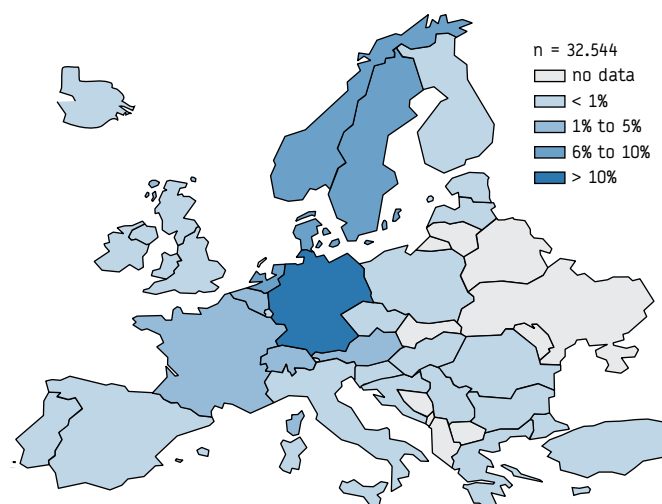 n = 32.544
no data
< 1%
1% to 5%
6% to 10%
> 10%